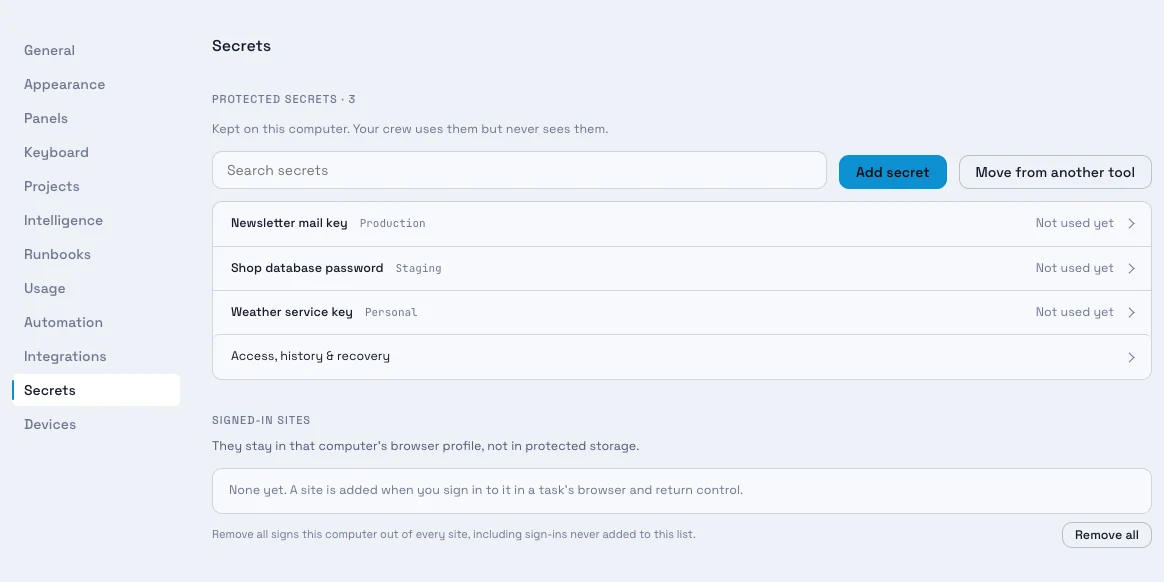 General
Appearance
Panels
Keyboard
Projects
Intelligence
Runbooks
Usage
Automation
Integrations
Secrets
Devices
Secrets
PROTECTED SECRETS · 3
Kept on this computer. Your crew uses them but never sees them.
Search secrets
Add secret
Move from another tool
Newsletter mail key Production Not used yet
Shop database password Staging Not used yet
Weather service key Personal Not used yet
Access, history & recovery
SIGNED-IN SITES
They stay in that computer's browser profile, not in protected storage.
None yet. A site is added when you sign in to it in a task's browser and return control.
Remove all signs this computer out of every site, including sign-ins never added to this list.
Remove all